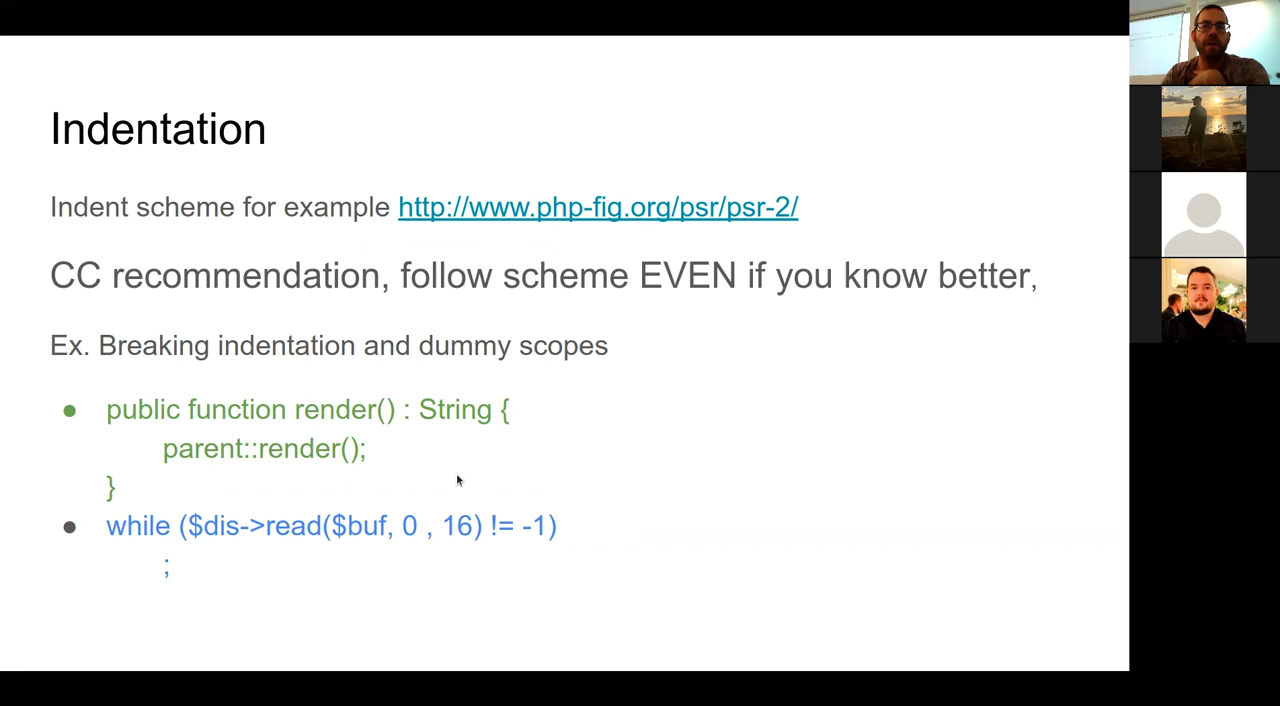 Indentation
Indent scheme for example http://www.php-fig.org/psr/psr-2/
CC recommendation, follow scheme EVEN if you know better,
Ex. Breaking indentation and dummy scopes
● public function render() : String {
parent::render();
}
● while ($dis->read($buf, 0 , 16) != -1)
;